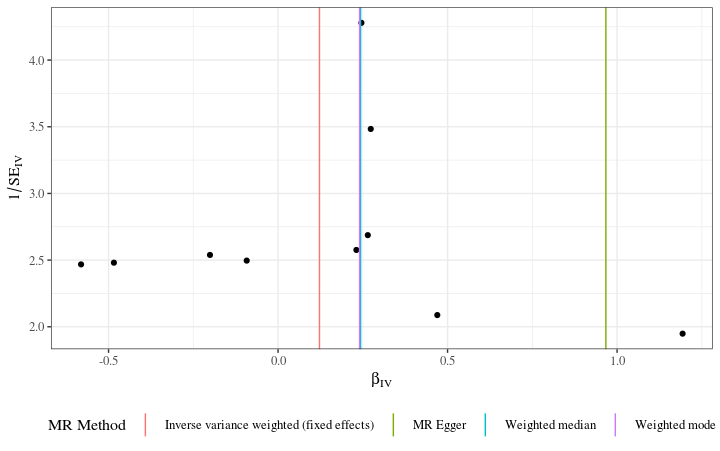 4.0
3.5
3.0
2.5
2.0
1/SE_IV
-0.5 0.0 0.5 1.0
β_IV
MR Method Inverse variance weighted (fixed effects) MR Egger Weighted median Weighted mode